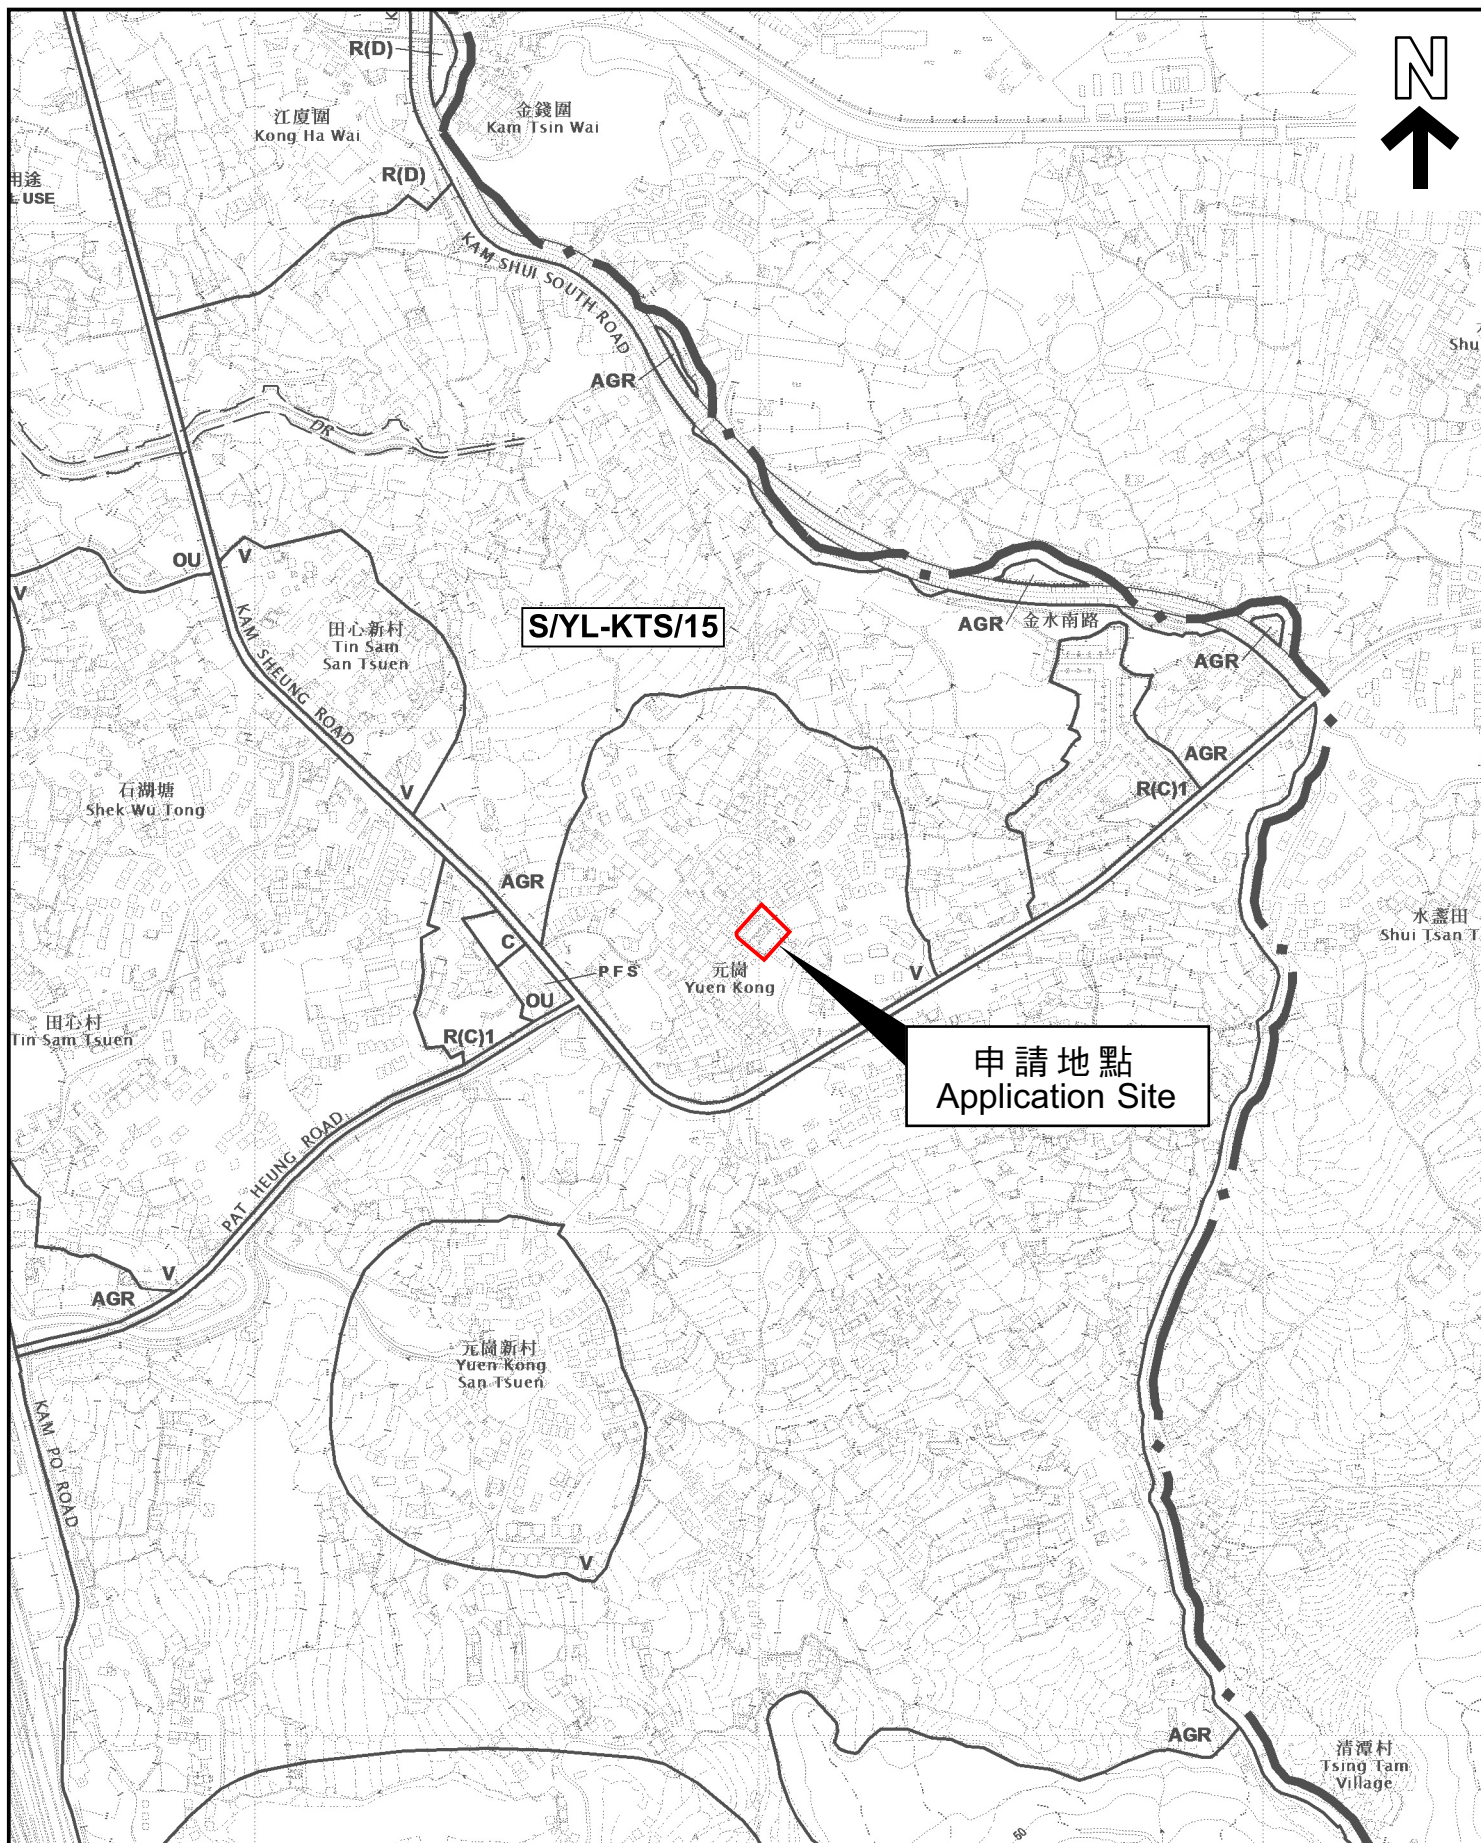 R(D)
江廈圍
Kong Ha Wai
金錢圍
Kam Tsin Wai
N
R(D)
用途
USE
KAM SHUI SOUTH ROAD
AGR
Shu
DR
OU
V
V
KAM SHEUNG ROAD
田心新村
Tin Sam
San Tsuen
S/YL-KTS/15
AGR
金水南路
AGR
AGR
R(C)1
石湖塘
Shek Wu Tong
V
AGR
C
PFS
OU
R(C)1
元崗
Yuen Kong
V
水盞田
Shui Tsan T
田心村
Tin Sam Tsuen
申請地點
Application Site
PAT HEUNG ROAD
V
AGR
元崗新村
Yuen Kong
San Tsuen
KAM PO ROAD
V
AGR
清潭村
Tsing Tam
Village
50